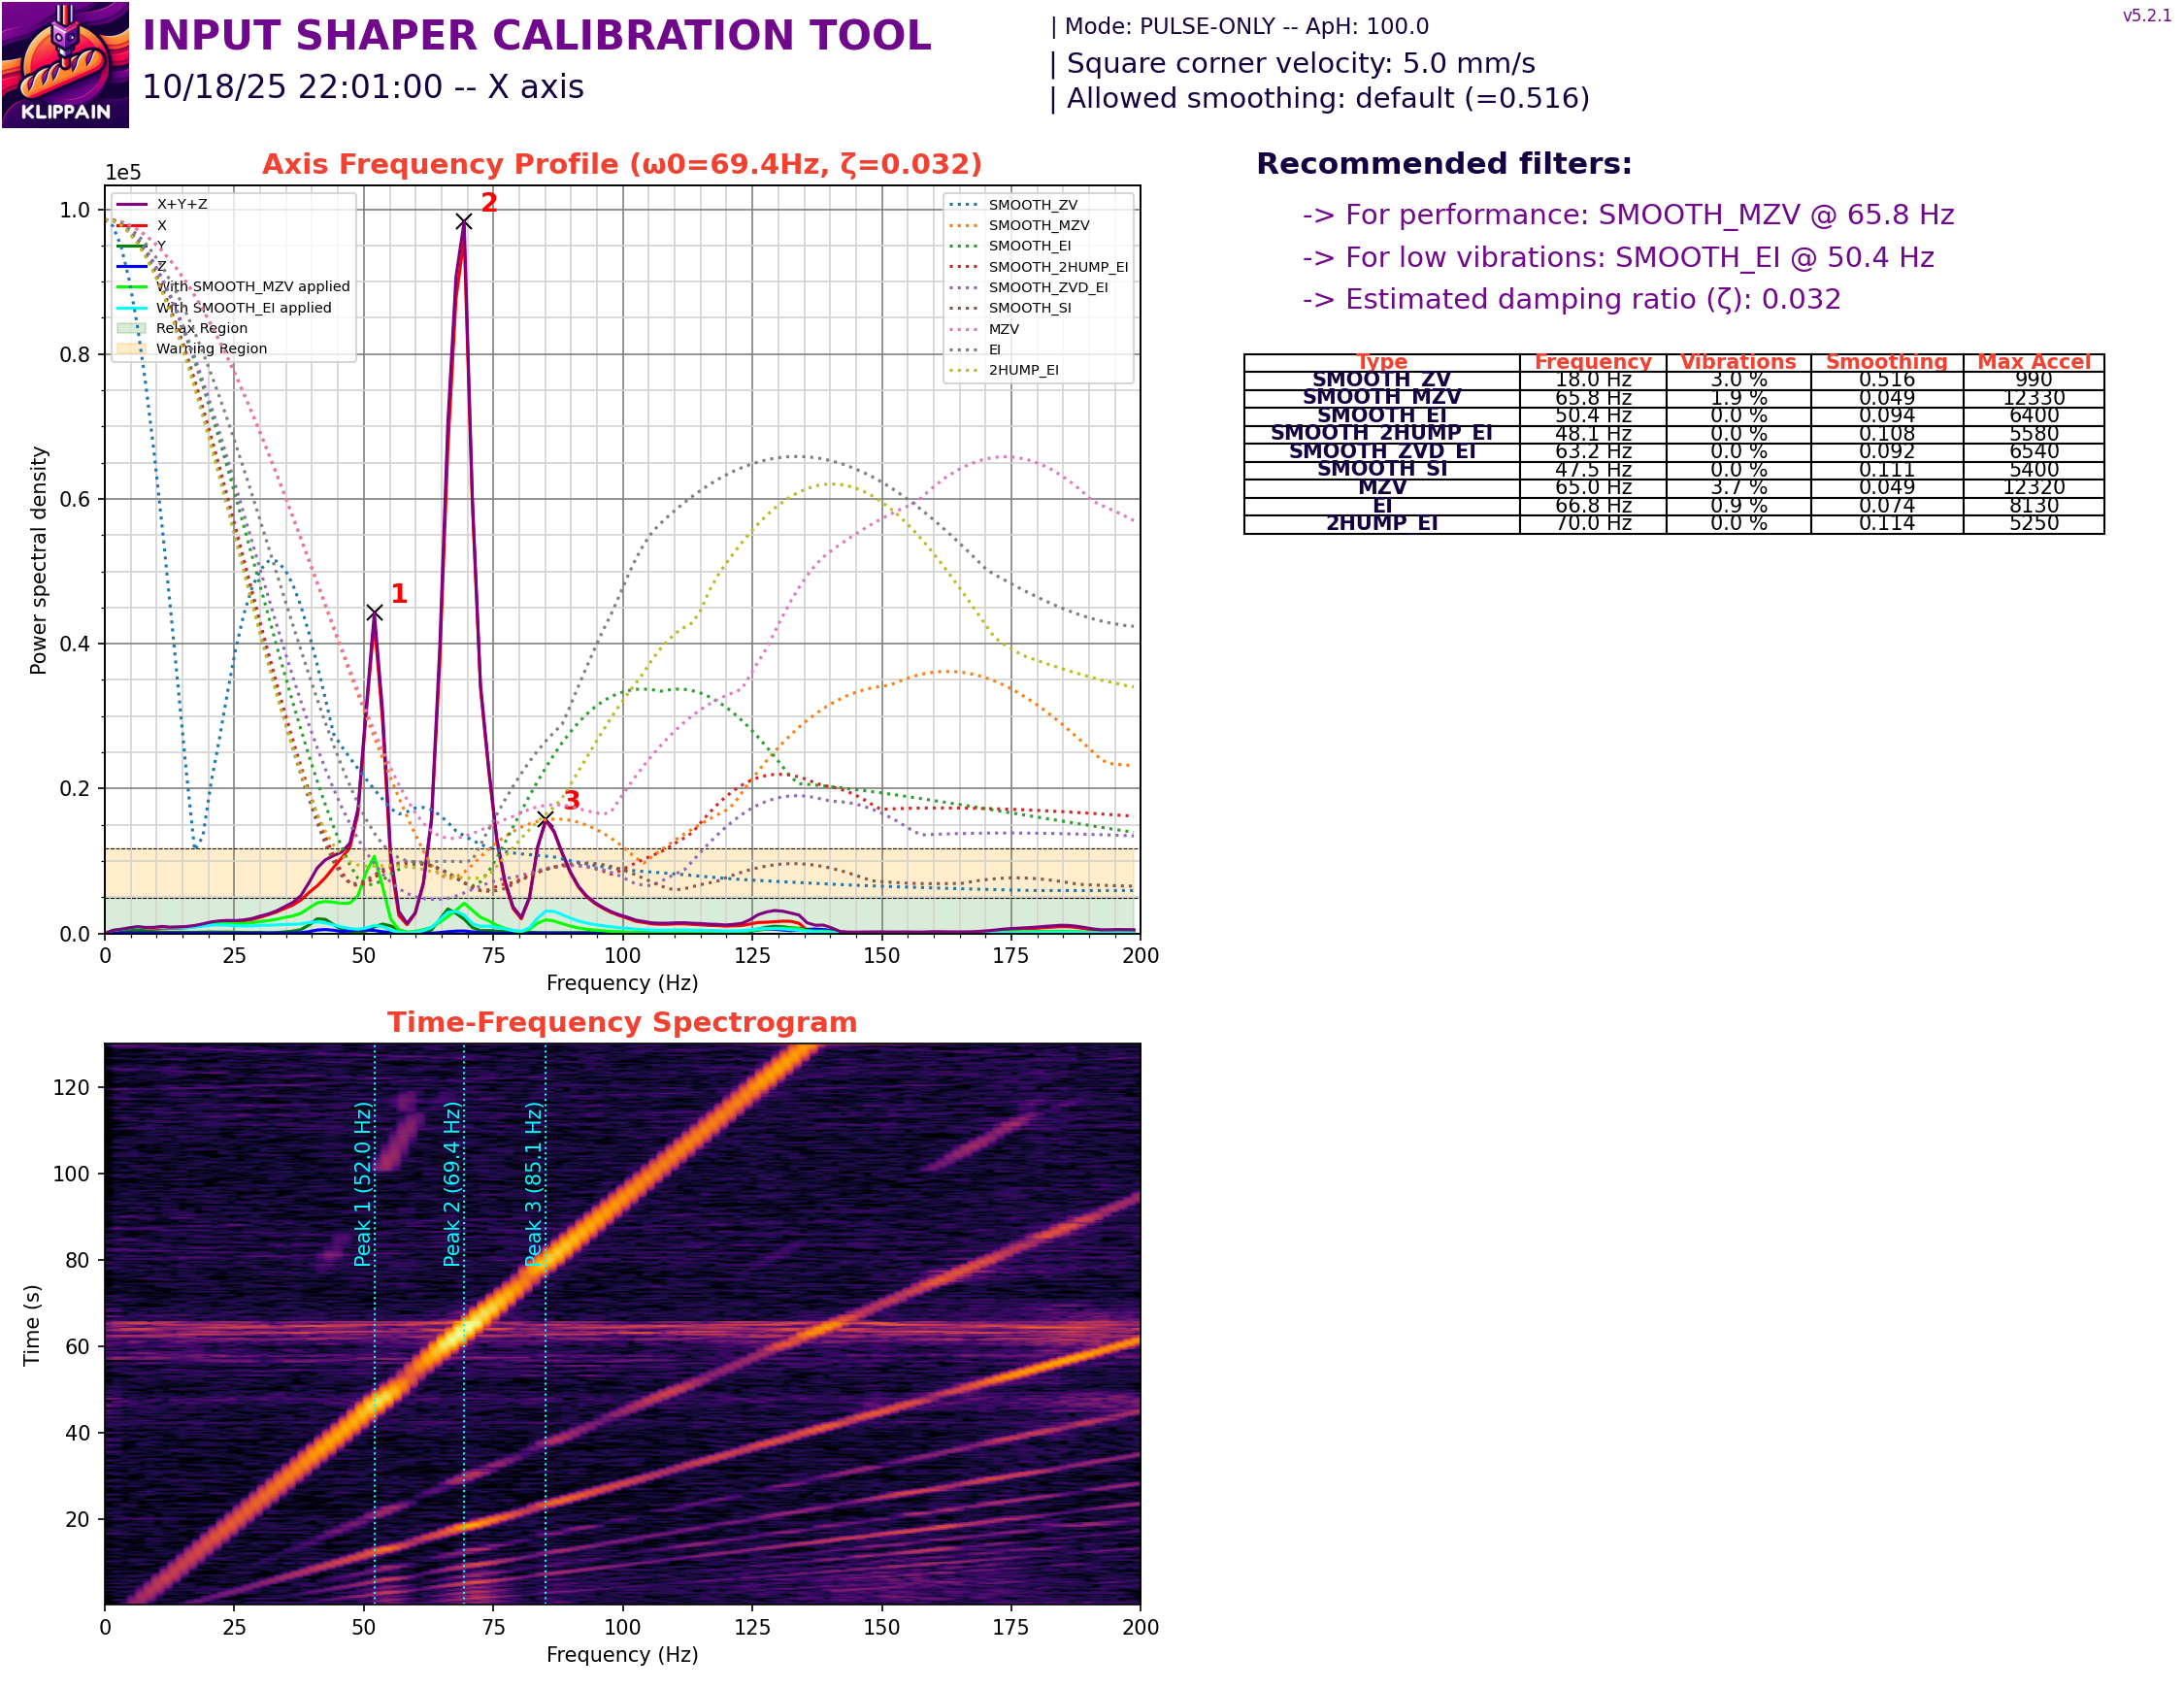 INPUT SHAPER CALIBRATION TOOL
10/18/25 22:01:00 -- X axis
KLIPPAIN
| Mode: PULSE-ONLY -- ApH: 100.0
| Square corner velocity: 5.0 mm/s
| Allowed smoothing: default (=0.516)
v5.2.1
Axis Frequency Profile (ω0=69.4Hz, ζ=0.032)
1e5
X+Y+Z
X
Y
Z
With SMOOTH_MZV applied
With SMOOTH_EI applied
Relax Region
Warning Region
SMOOTH_ZV
SMOOTH_MZV
SMOOTH_EI
SMOOTH_2HUMP_EI
SMOOTH_ZVD_EI
SMOOTH_SI
MZV
EI
2HUMP_EI
1
2
3
1.0
0.8
0.6
0.4
0.2
0.0
Power spectral density
0 25 50 75 100 125 150 175 200
Frequency (Hz)
Recommended filters:
-> For performance: SMOOTH_MZV @ 65.8 Hz
-> For low vibrations: SMOOTH_EI @ 50.4 Hz
-> Estimated damping ratio (ζ): 0.032
Type Frequency Vibrations Smoothing Max Accel
SMOOTH_ZV 18.0 Hz 3.0 % 0.516 990
SMOOTH_MZV 65.8 Hz 1.9 % 0.049 12330
SMOOTH_EI 50.4 Hz 0.0 % 0.094 6400
SMOOTH_2HUMP_EI 48.1 Hz 0.0 % 0.108 5580
SMOOTH_ZVD_EI 63.2 Hz 0.0 % 0.092 6540
SMOOTH_SI 47.5 Hz 0.0 % 0.111 5400
MZV 65.0 Hz 3.7 % 0.049 12320
EI 66.8 Hz 0.9 % 0.074 8130
2HUMP_EI 70.0 Hz 0.0 % 0.114 5250
Time-Frequency Spectrogram
Peak 1 (52.0 Hz)
Peak 2 (69.4 Hz)
Peak 3 (85.1 Hz)
120
100
80
60
40
20
Time (s)
0 25 50 75 100 125 150 175 200
Frequency (Hz)